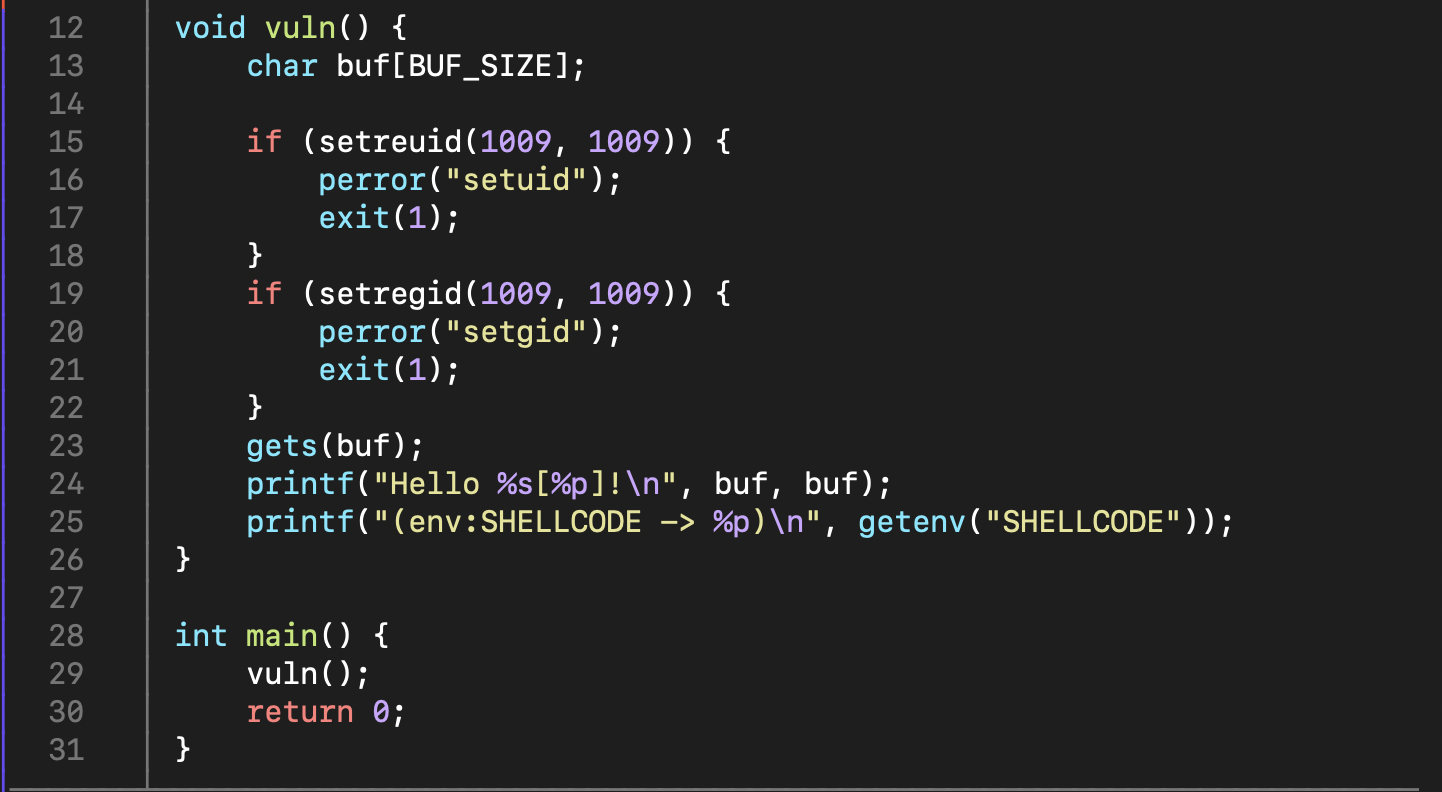 12 void vuln() {
13     char buf[BUF_SIZE];
14
15     if (setreuid(1009, 1009)) {
16         perror("setuid");
17         exit(1);
18     }
19     if (setregid(1009, 1009)) {
20         perror("setgid");
21         exit(1);
22     }
23     gets(buf);
24     printf("Hello %s[%p]!\n", buf, buf);
25     printf("(env:SHELLCODE -> %p)\n", getenv("SHELLCODE"));
26 }
27
28 int main() {
29     vuln();
30     return 0;
31 }